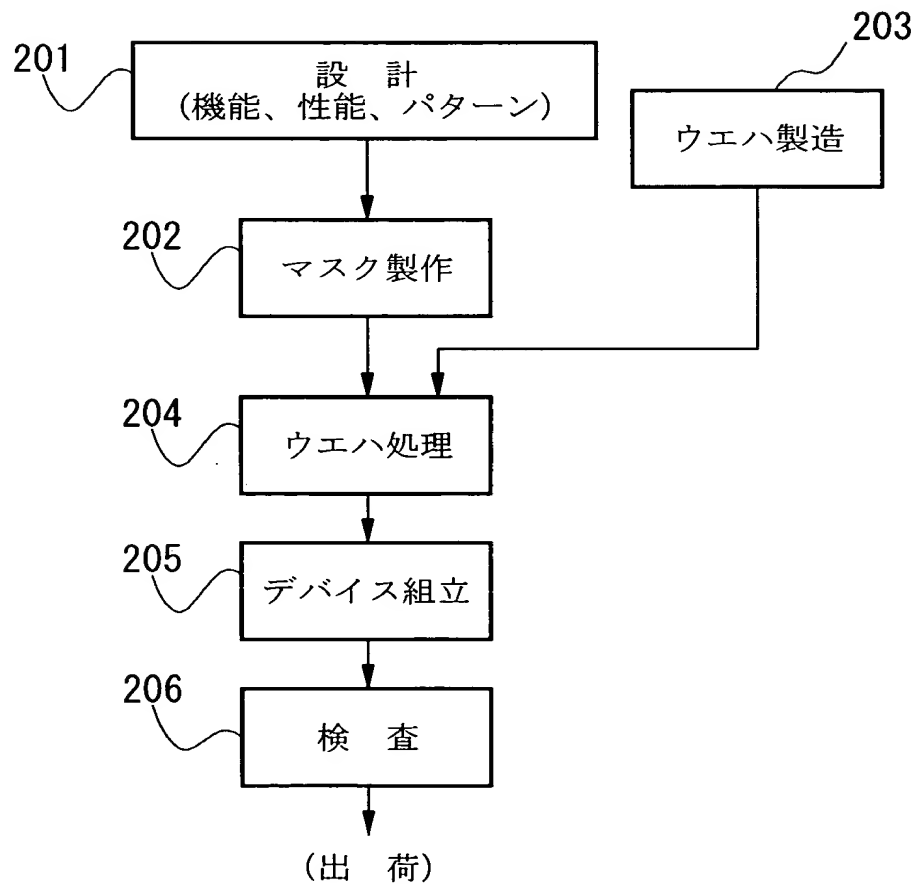 201
設 計
(機能、性能、パターン)
203
ウエハ製造
202
マスク製作
204
ウエハ処理
205
デバイス組立
206
検 査
(出 荷)